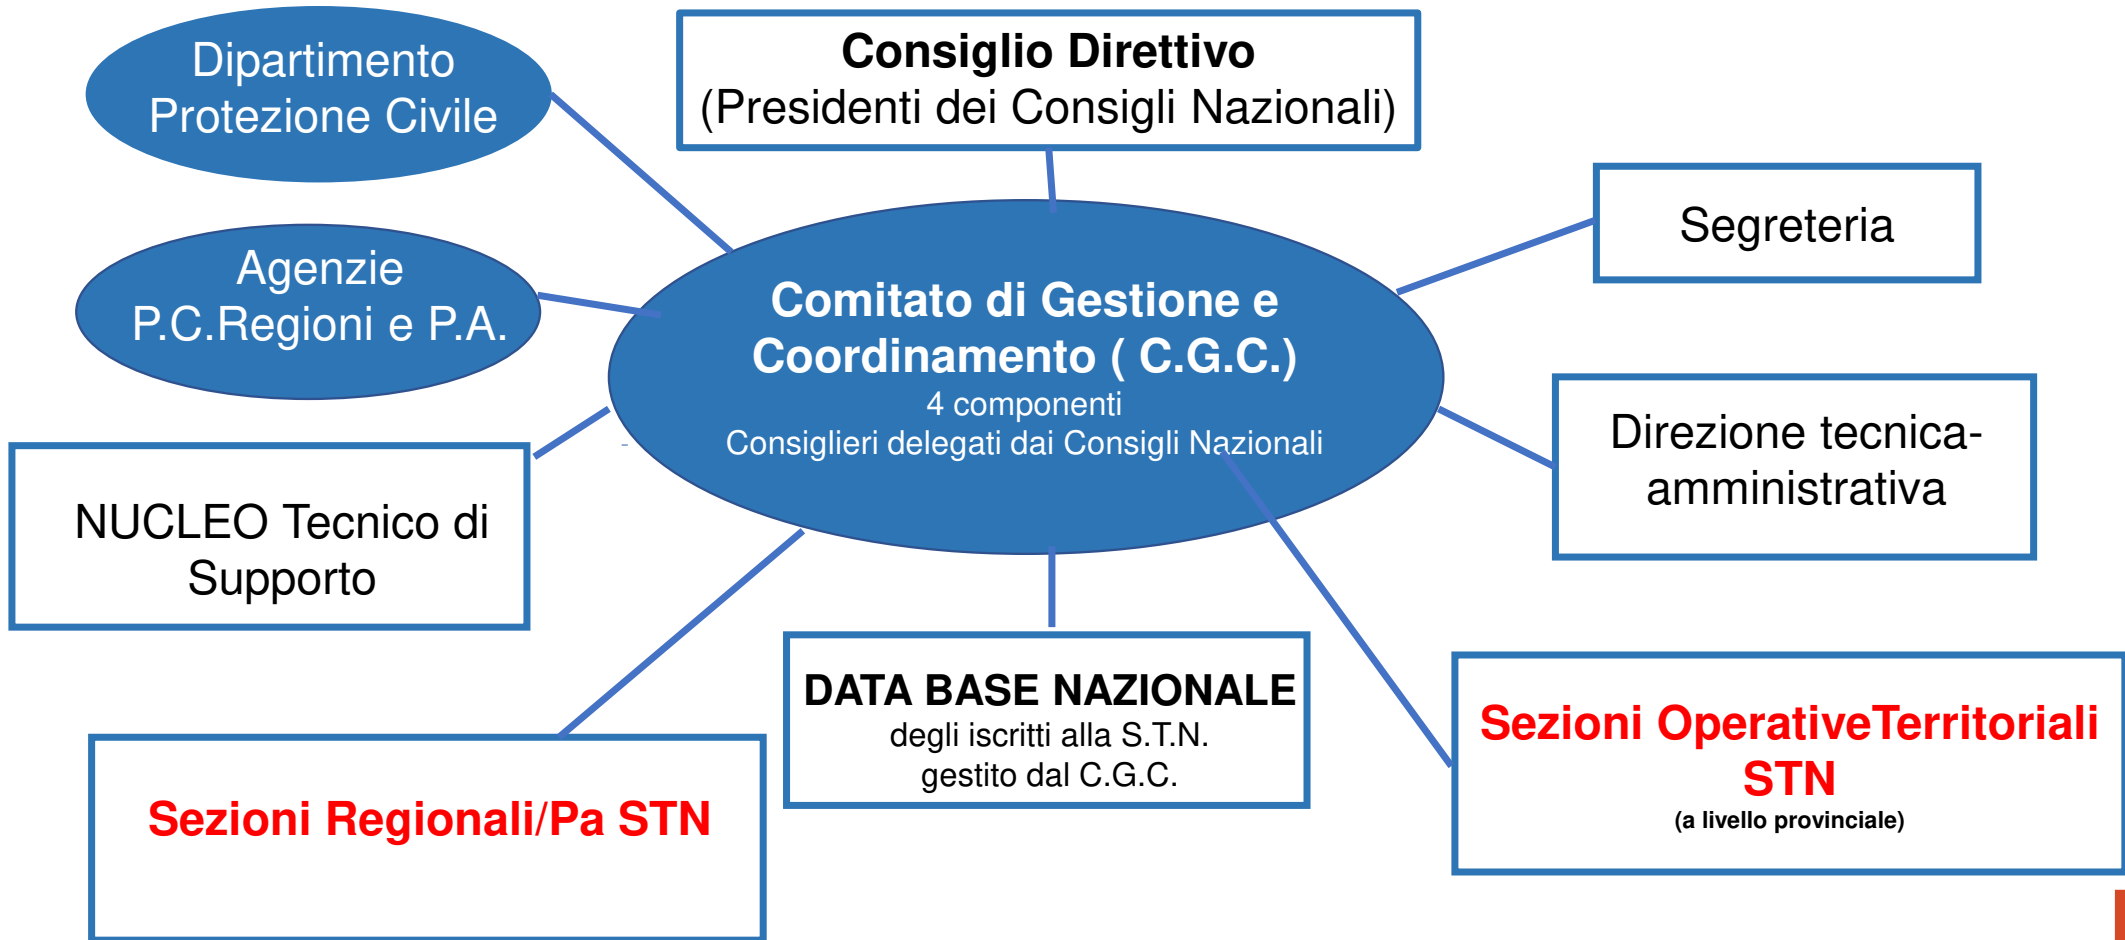 Dipartimento
Protezione Civile
Consiglio Direttivo
(Presidenti dei Consigli Nazionali)
Segreteria
Agenzie
P.C.Regioni e P.A.
Comitato di Gestione e
Coordinamento ( C.G.C.)
4 componenti
- Consiglieri delegati dai Consigli Nazionali
Direzione tecnica-
amministrativa
NUCLEO Tecnico di
Supporto
DATA BASE NAZIONALE
degli iscritti alla S.T.N.
gestito dal C.G.C.
Sezioni OperativeTerritoriali
STN
(a livello provinciale)
Sezioni Regionali/Pa STN